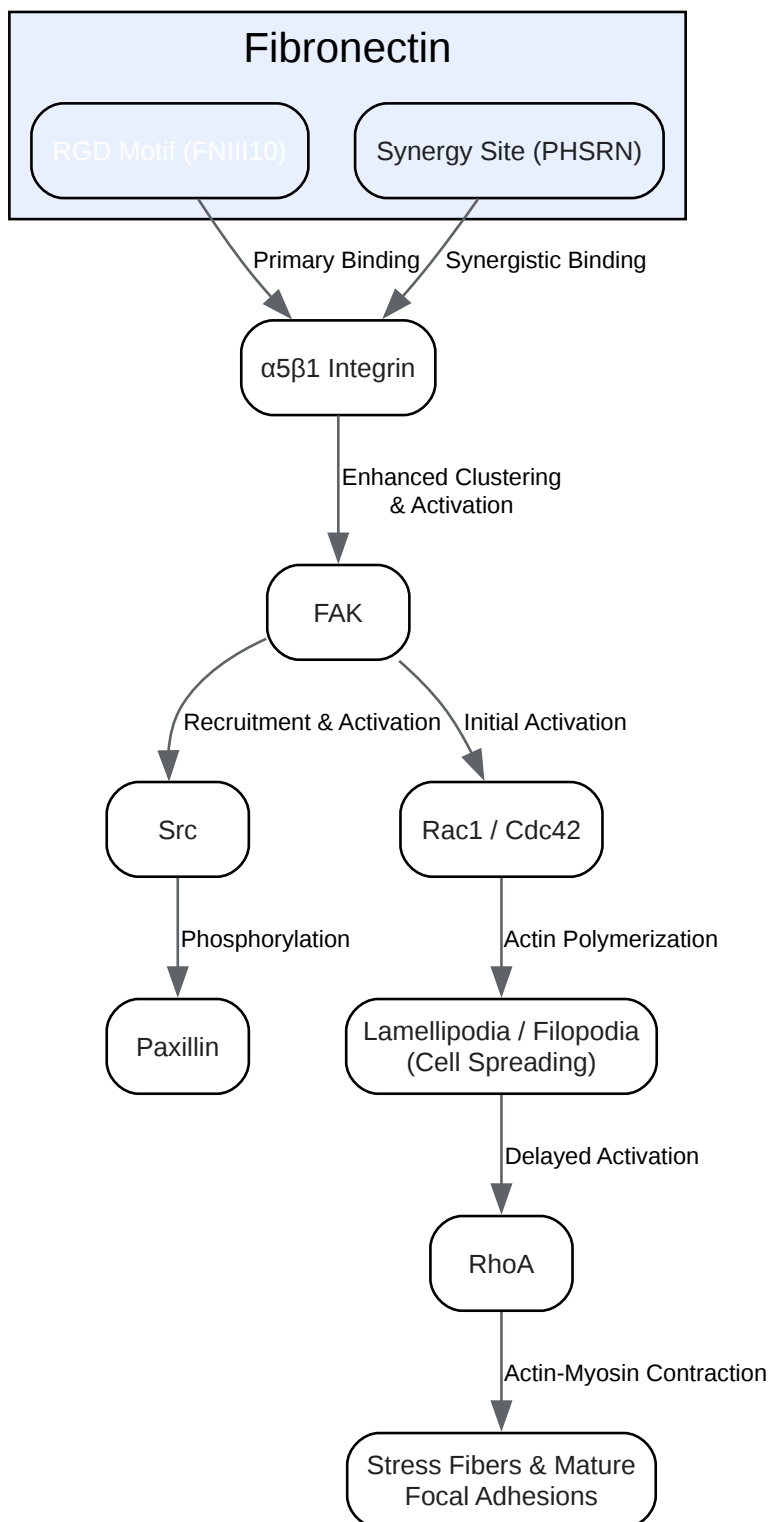 Fibronectin
RGD Motif (FNIII10)
Synergy Site (PHSRN)
Primary Binding
Synergistic Binding
α5β1 Integrin
Enhanced Clustering
& Activation
FAK
Recruitment & Activation
Initial Activation
Src
Rac1 / Cdc42
Phosphorylation
Actin Polymerization
Paxillin
Lamellipodia / Filopodia
(Cell Spreading)
Delayed Activation
RhoA
Actin-Myosin Contraction
Stress Fibers & Mature
Focal Adhesions